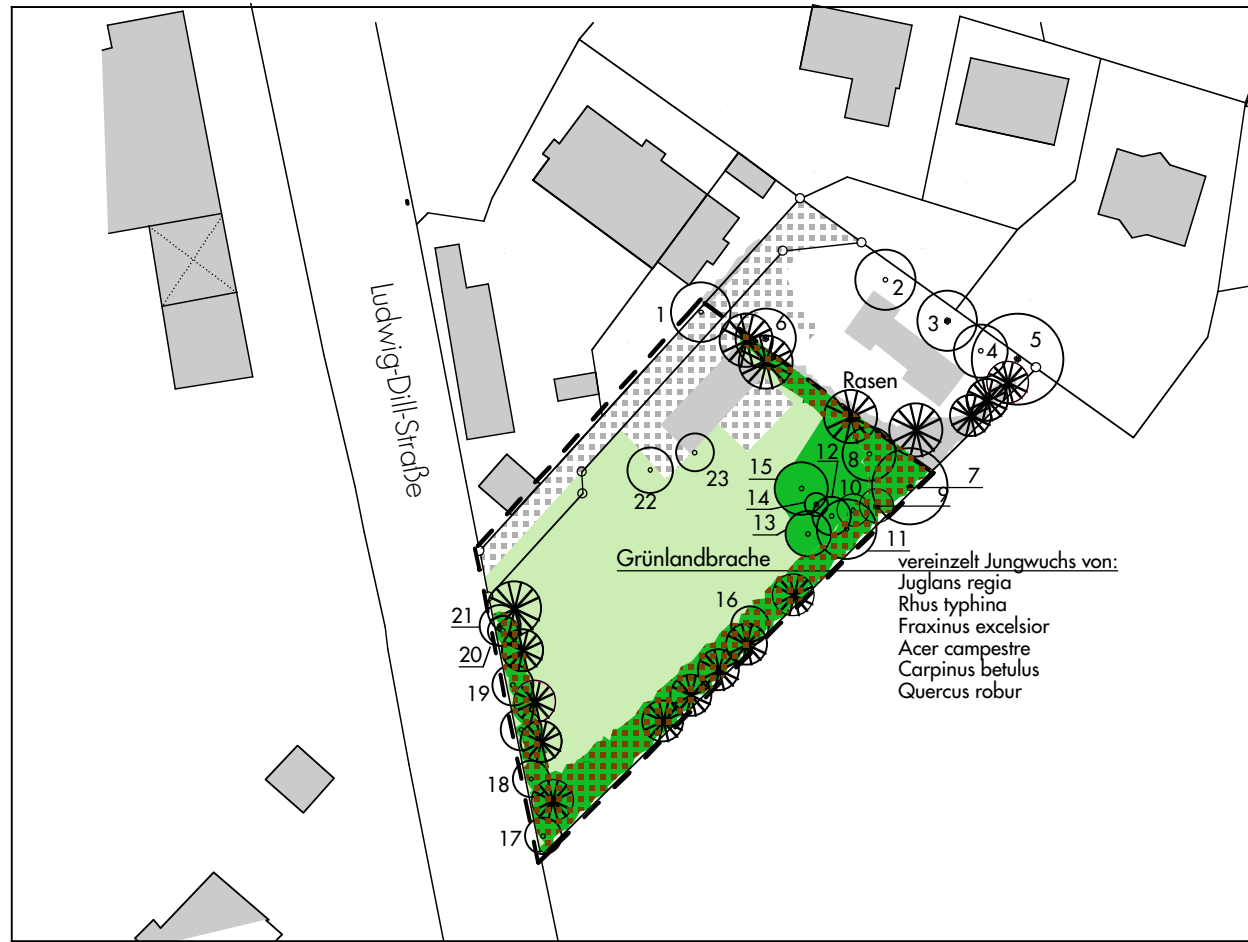 Ludwig-Dill-Straße
1
2
3
4
5
6
Rasen
12
8
15
10
7
14
9
23
22
13
11
Grünlandbrache
vereinzelt Jungwuchs von:
Juglans regia
16
Rhus typhina
Fraxinus excelsior
Acer campestre
Carpinus betulus
Quercus robur
21
20
19
18
17